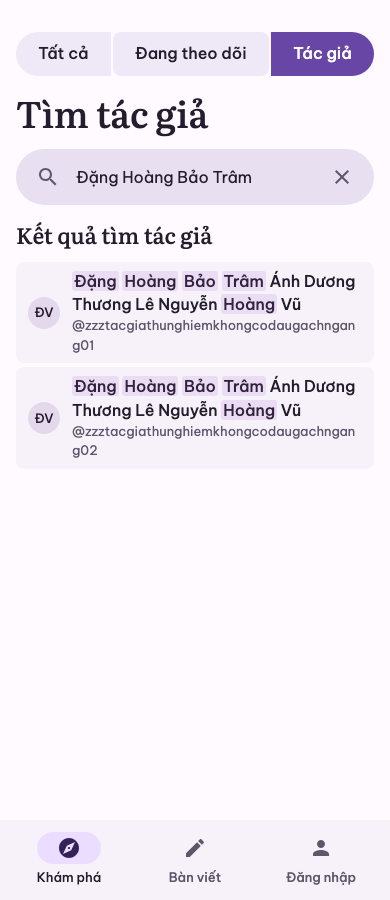 Tất cả
Đang theo dõi
Tác giả
Tìm tác giả
Đặng Hoàng Bảo Trâm
Kết quả tìm tác giả
ĐV
Đặng Hoàng Bảo Trâm Ánh Dương
Thương Lê Nguyễn Hoàng Vũ
@zzztacgiathunghiemkhongcodaugachngan
g01
ĐV
Đặng Hoàng Bảo Trâm Ánh Dương
Thương Lê Nguyễn Hoàng Vũ
@zzztacgiathunghiemkhongcodaugachngan
g02
Khám phá
Bàn viết
Đăng nhập